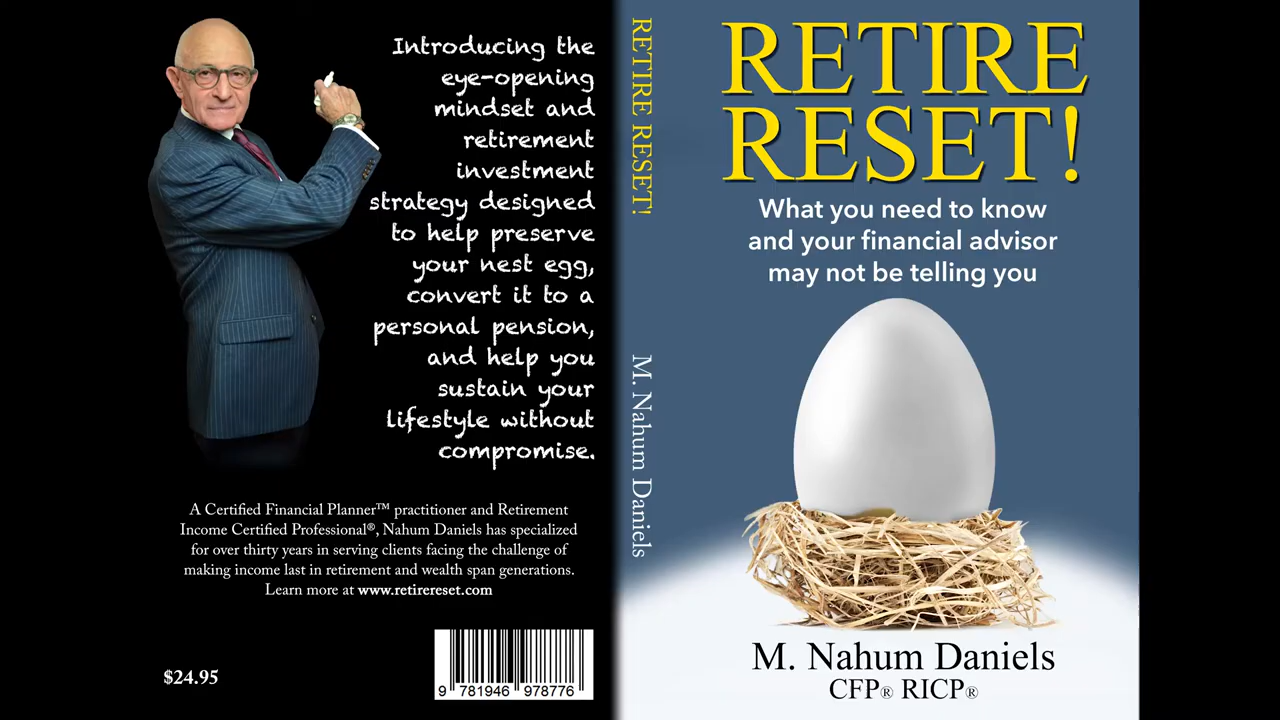 Introducing the
eye-opening
mindset and
retirement
investment
strategy designed
to help preserve
your nest egg,
convert it to a
personal pension,
and help you
sustain your
lifestyle without
compromise.
A Certified Financial Planner™ practitioner and Retirement
Income Certified Professional®, Nahum Daniels has specialized
for over thirty years in serving clients facing the challenge of
making income last in retirement and wealth span generations.
Learn more at www.retirereset.com
$24.95
9 781946 978776
RETIRE RESET!
M. Nahum Daniels
RETIRE
RESET!
What you need to know
and your financial advisor
may not be telling you
M. Nahum Daniels
CFP® RICP®